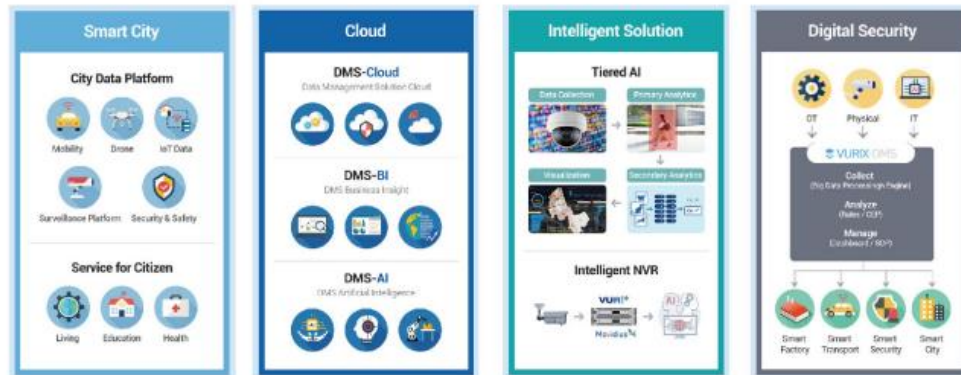 Smart City
City Data Platform
Mobility
Drone
IoT Data
Surveillance Platform
Security & Safety
Service for Citizen
Living
Education
Health
Cloud
DMS-Cloud
Data Management Solution Cloud
DMS-BI
DMS Business Insight
DMS-AI
DMS Artificial Intelligence
Intelligent Solution
Tiered AI
Data Collection
Primary Analytics
Visualization
Secondary Analytics
Intelligent NVR
Movidius
AI
Digital Security
OT
Physical
IT
VURIX DMS
Collect
(Big Data Processingn Engine)
Analyze
(Rules / CEP)
Manage
(Dashboard / SOP)
Smart
Factory
Smart
Transport
Smart
Security
Smart
City